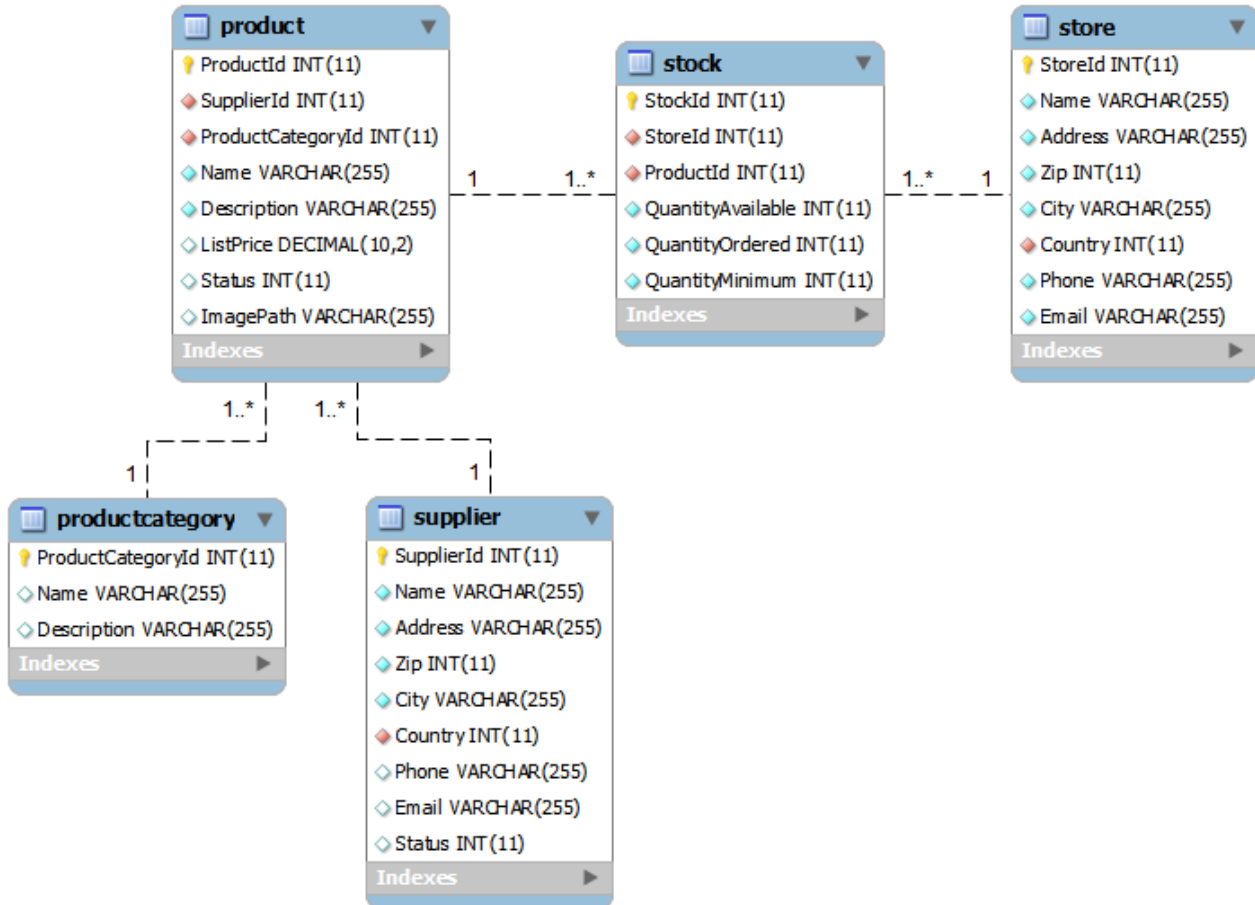 product
ProductId INT(11)
SupplierId INT(11)
ProductCategoryId INT(11)
Name VARCHAR(255)
Description VARCHAR(255)
ListPrice DECIMAL(10,2)
Status INT(11)
ImagePath VARCHAR(255)
Indexes
1
1..*
stock
StockId INT(11)
StoreId INT(11)
ProductId INT(11)
QuantityAvailable INT(11)
QuantityOrdered INT(11)
QuantityMinimum INT(11)
Indexes
1..*
1
store
StoreId INT(11)
Name VARCHAR(255)
Address VARCHAR(255)
Zip INT(11)
City VARCHAR(255)
Country INT(11)
Phone VARCHAR(255)
Email VARCHAR(255)
Indexes
1..*
1..*
1
1
productcategory
ProductCategoryId INT(11)
Name VARCHAR(255)
Description VARCHAR(255)
Indexes
supplier
SupplierId INT(11)
Name VARCHAR(255)
Address VARCHAR(255)
Zip INT(11)
City VARCHAR(255)
Country INT(11)
Phone VARCHAR(255)
Email VARCHAR(255)
Status INT(11)
Indexes